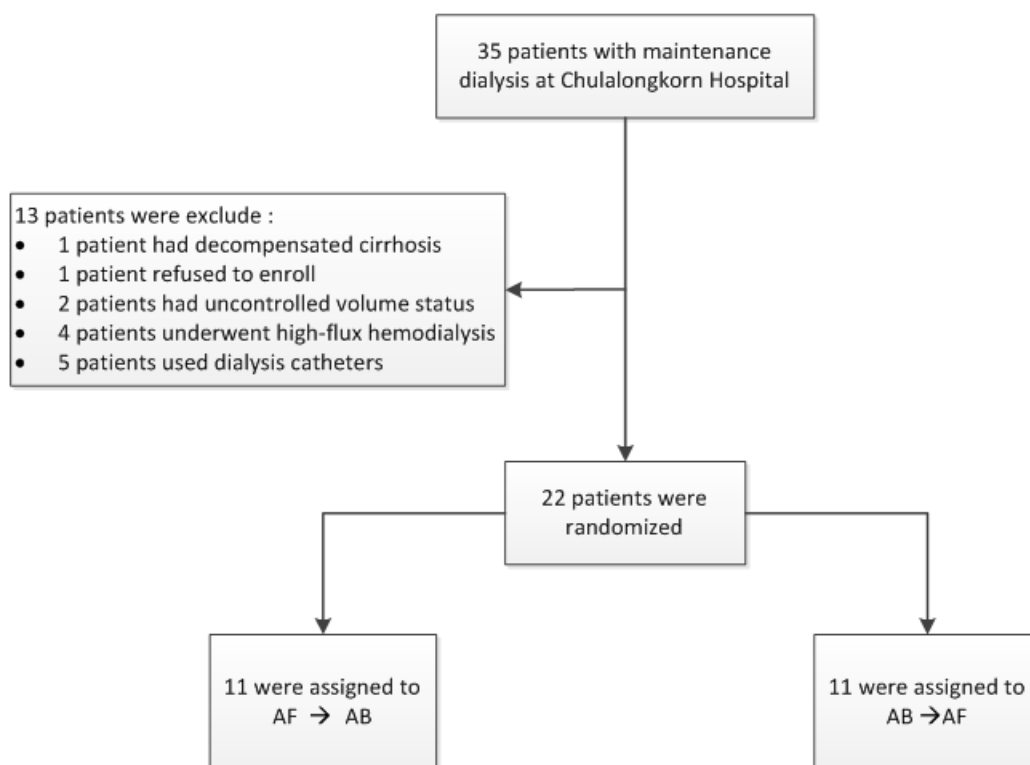 35 patients with maintenance
dialysis at Chulalongkorn Hospital
13 patients were exclude :
• 1 patient had decompensated cirrhosis
• 1 patient refused to enroll
• 2 patients had uncontrolled volume status
• 4 patients underwent high-flux hemodialysis
• 5 patients used dialysis catheters
22 patients were
randomized
11 were assigned to
AF → AB
11 were assigned to
AB →AF